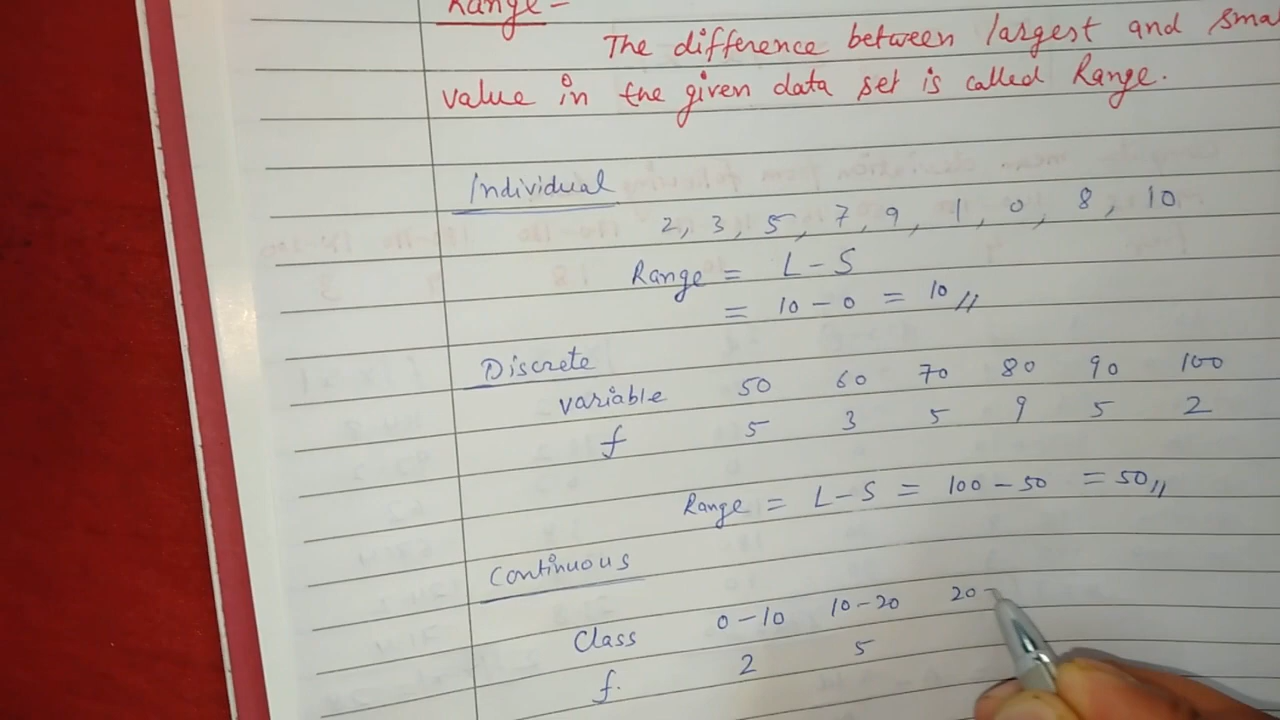 Range -
The difference between largest and
value in the given data set is called Range.
Individual
2, 3, 5, 7, 9, 1, 0, 8, 10
Range = L - S
= 10 - 0 = 10 //
Discrete
variable 50 60 70 80 90 100
f 5 3 5 9 5 2
Range = L - S = 100 - 50 = 50 //
Continuous
Class 0 - 10 10 - 20 20 -
f. 2 5